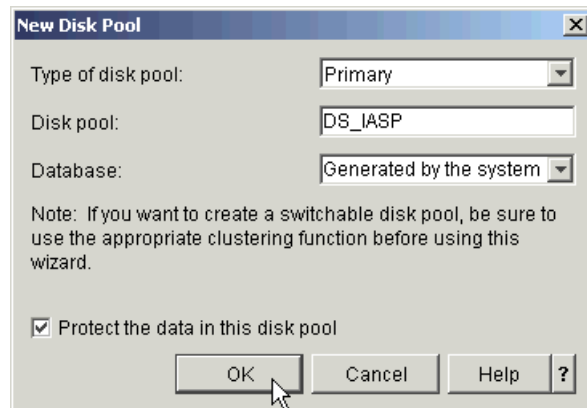 New Disk Pool
Type of disk pool: Primary
Disk pool: DS_IASP
Database: Generated by the system
Note: If you want to create a switchable disk pool, be sure to
use the appropriate clustering function before using this
wizard.
Protect the data in this disk pool
OK Cancel Help ?